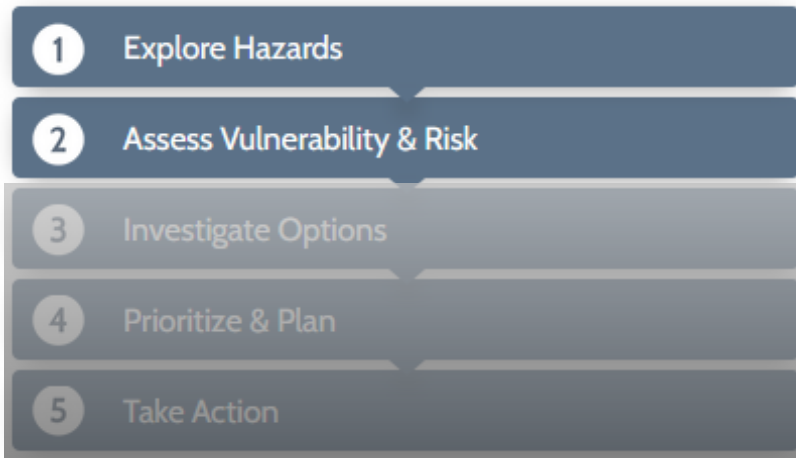 1 Explore Hazards
2 Assess Vulnerability & Risk
3 Investigate Options
4 Prioritize & Plan
5 Take Action